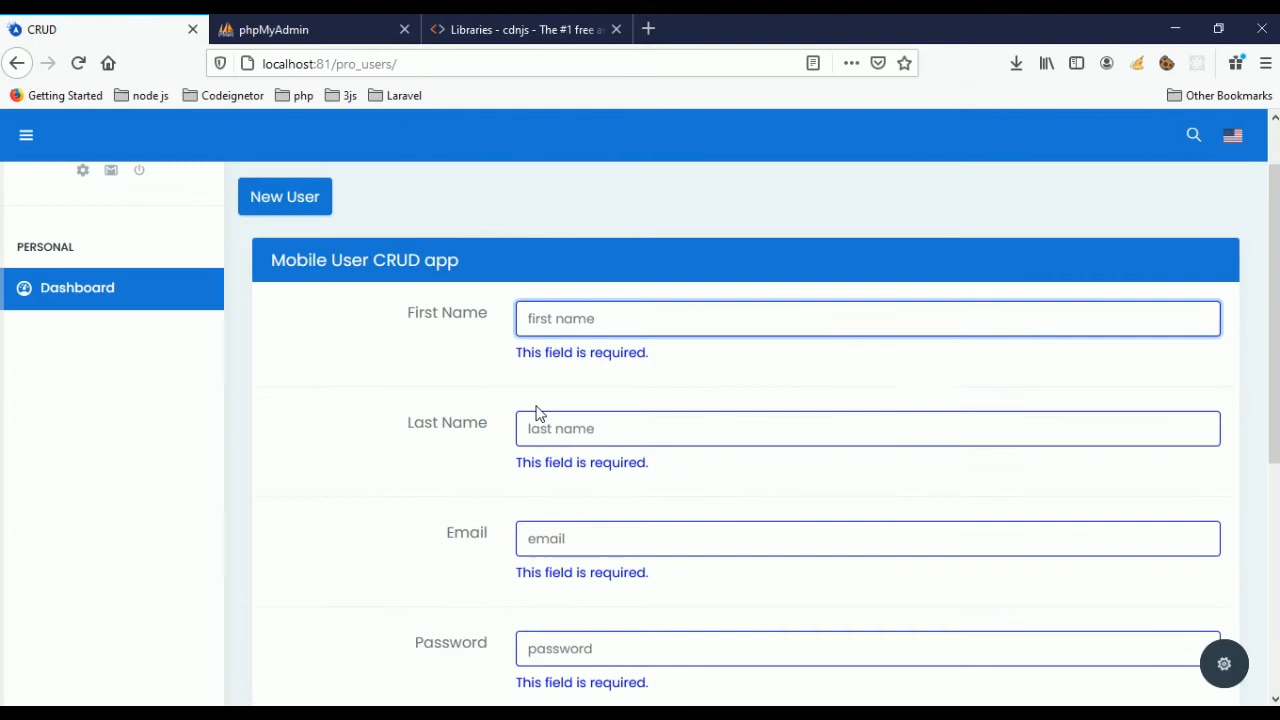 CRUD
phpMyAdmin
Libraries - cdnjs - The #1 free a
localhost:81/pro_users/
Getting Started
node js
Codeignetor
php
3js
Laravel
Other Bookmarks
New User
PERSONAL
Dashboard
Mobile User CRUD app
First Name
first name
This field is required.
Last Name
last name
This field is required.
Email
email
This field is required.
Password
password
This field is required.